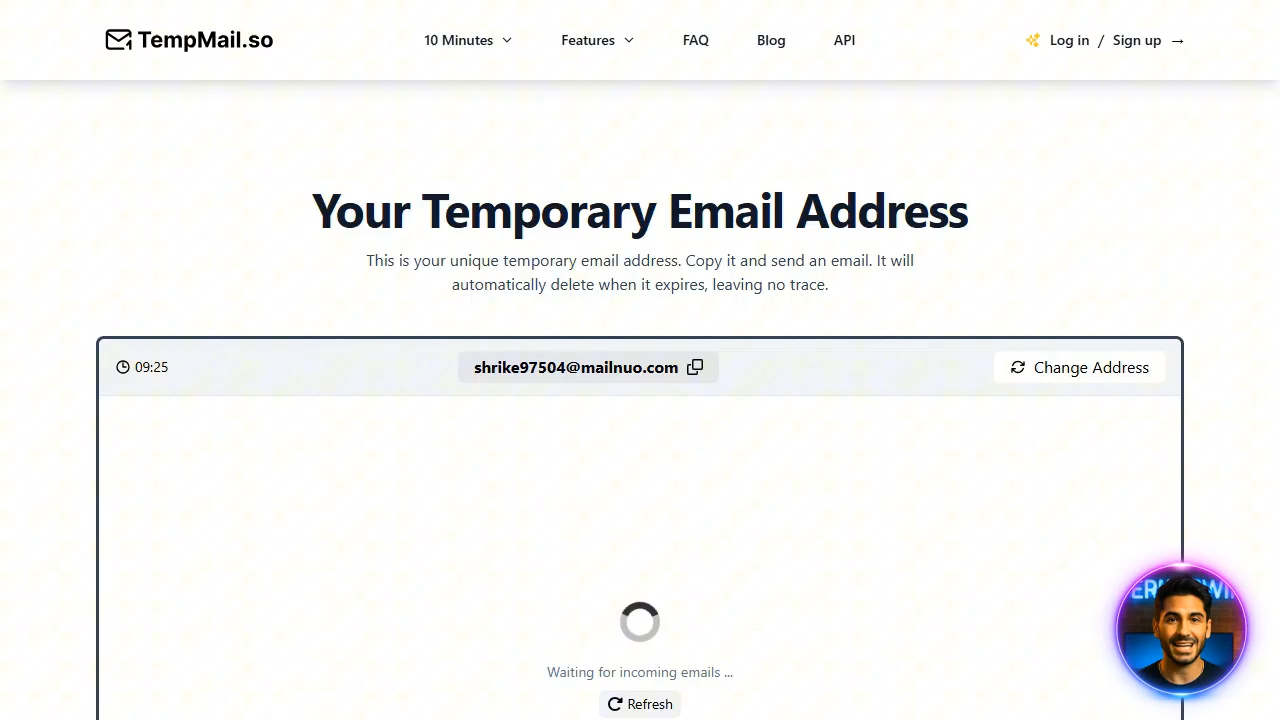 TempMail.so
10 Minutes
Features
FAQ
Blog
API
Log in / Sign up →
Your Temporary Email Address
This is your unique temporary email address. Copy it and send an email. It will
automatically delete when it expires, leaving no trace.
09:25
shrike97504@mailnuo.com
Change Address
Waiting for incoming emails ...
Refresh